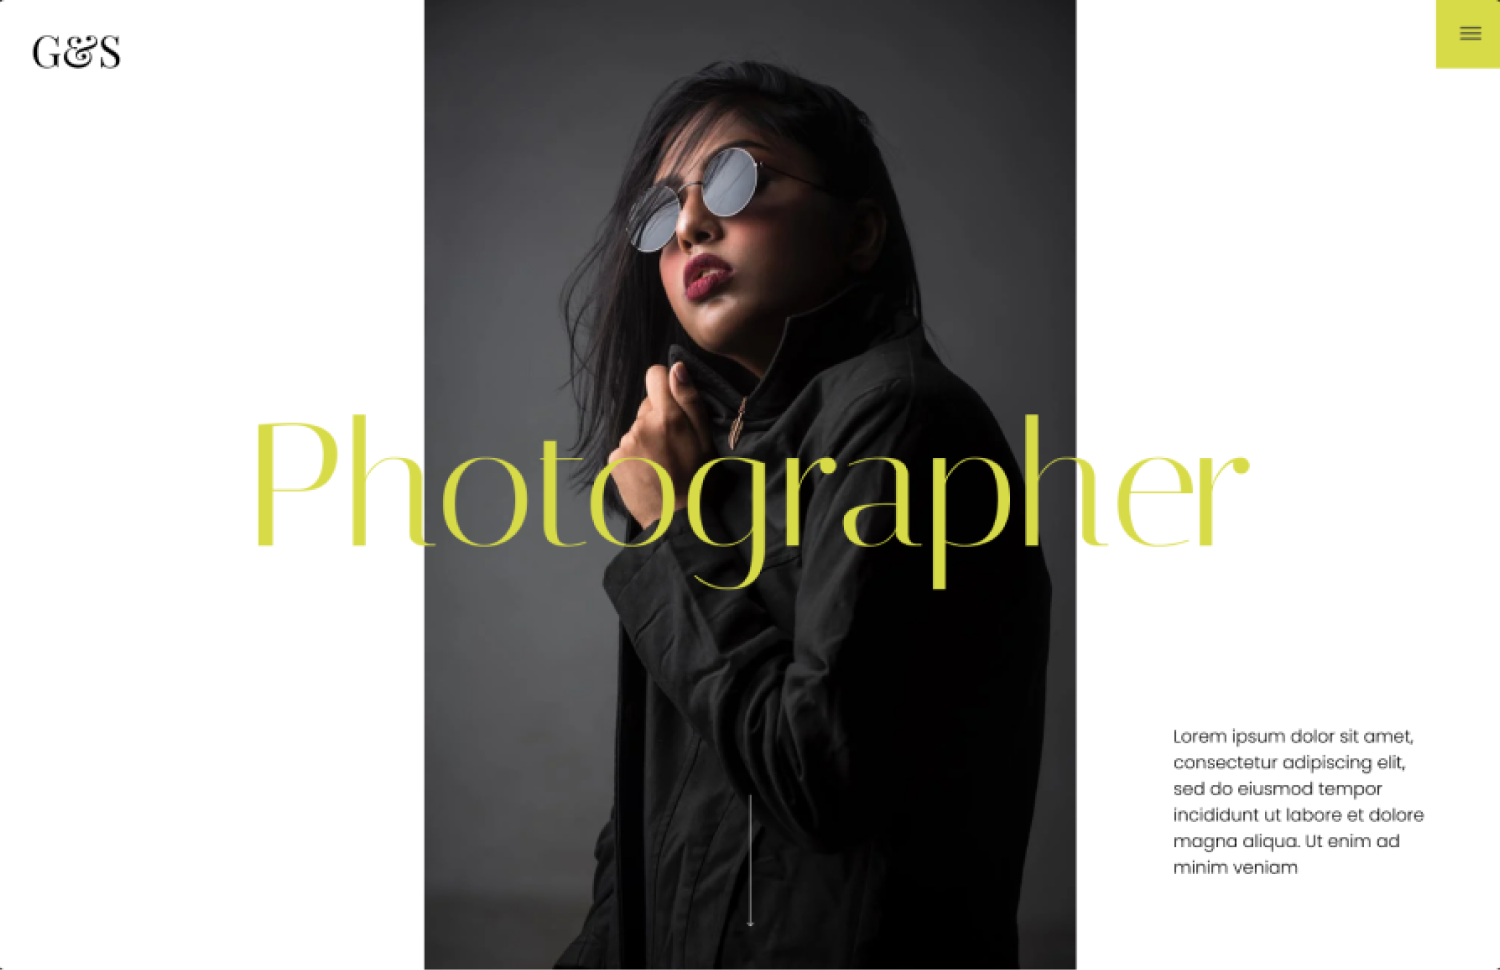 G&S
Photographer
Lorem ipsum dolor sit amet,
consectetur adipiscing elit,
sed do eiusmod tempor
incididunt ut labore et dolore
magna aliqua. Ut enim ad
minim veniam